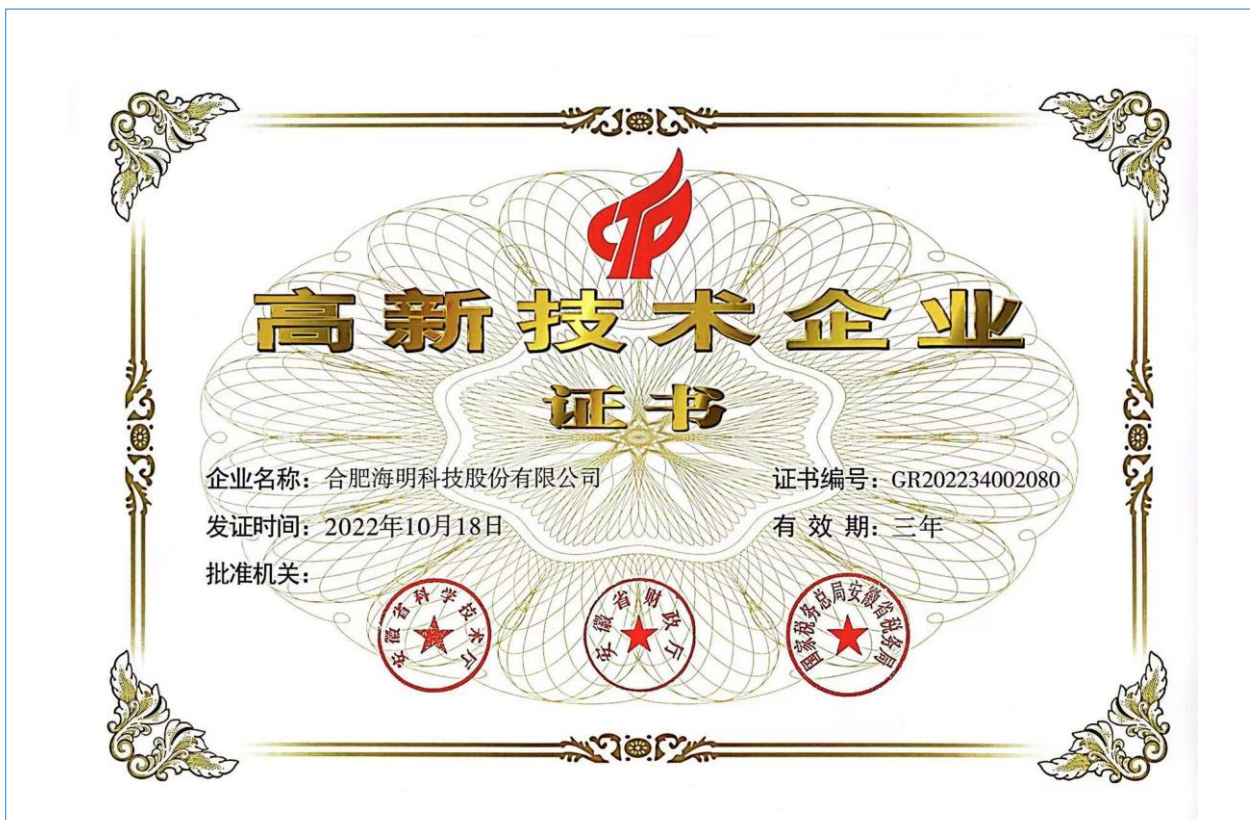 CTP
高新技术企业
证书
企业名称：合肥海明科技股份有限公司
证书编号：GR202234002080
发证时间：2022年10月18日
有 效 期：三年
批准机关：
安徽省科学技术厅
安徽省财政厅
国家税务总局安徽省税务局